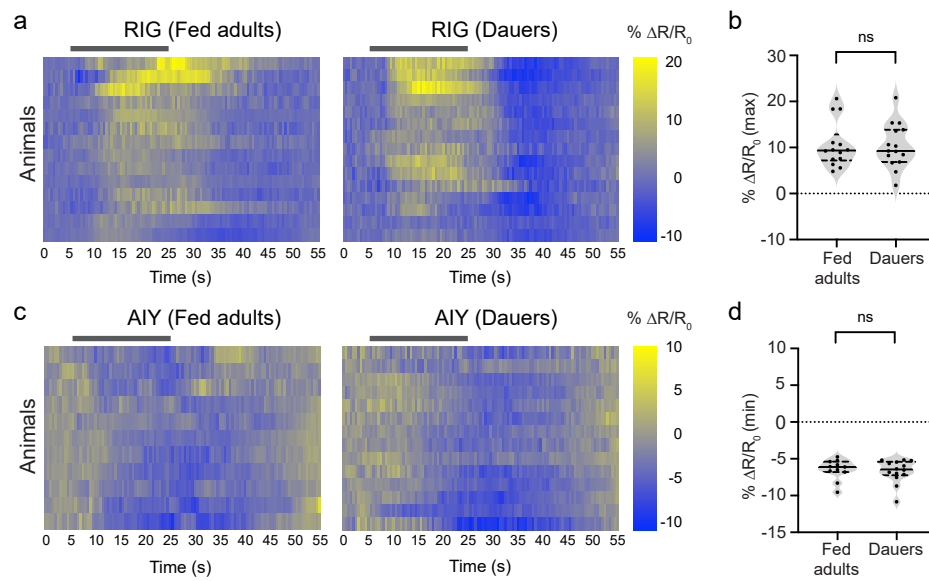 a
RIG (Fed adults)
RIG (Dauers)
% ΔR/R0
b
Animals
20
10
0
-10
0 5 10 15 20 25 30 35 40 45 50 55
0 5 10 15 20 25 30 35 40 45 50 55
Time (s)
Time (s)
ns
% ΔR/R0 (max)
30
20
10
0
-10
Fed adults
Dauers
c
AIY (Fed adults)
AIY (Dauers)
% ΔR/R0
d
Animals
10
5
0
-5
-10
0 5 10 15 20 25 30 35 40 45 50 55
0 5 10 15 20 25 30 35 40 45 50 55
Time (s)
Time (s)
ns
% ΔR/R0 (min)
10
5
0
-5
-10
-15
Fed adults
Dauers